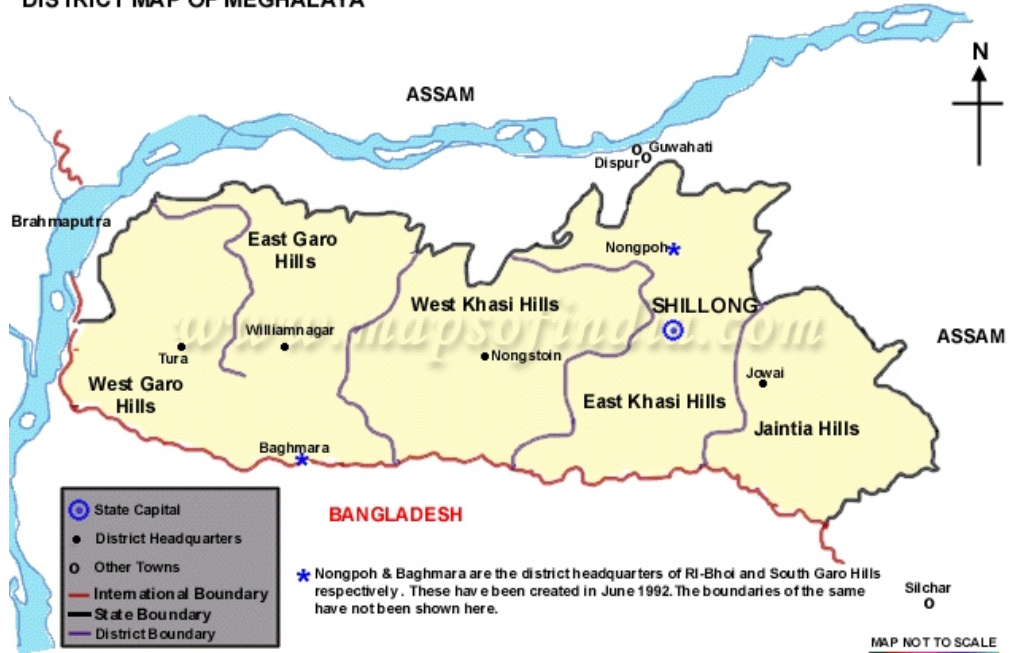 DISTRICT MAP OF MEGHALAYA
N
ASSAM
Guwahati
Dispur
Brahmaputra
East Garo
Hills
Nongpoh*
West Khasi Hills
SHILLONG
www.mapsofindia.com
Williamnagar
ASSAM
Tura
Nongstoin
Jowai
West Garo
Hills
East Khasi Hills
Jaintia Hills
Baghmara
*
BANGLADESH
State Capital
District Headquarters
Other Towns
International Boundary
State Boundary
District Boundary
* Nongpoh & Baghmara are the district headquarters of RI-Bhoi and South Garo Hills
respectively. These have been created in June 1992. The boundaries of the same
have not been shown here.
Silchar
MAP NOT TO SCALE